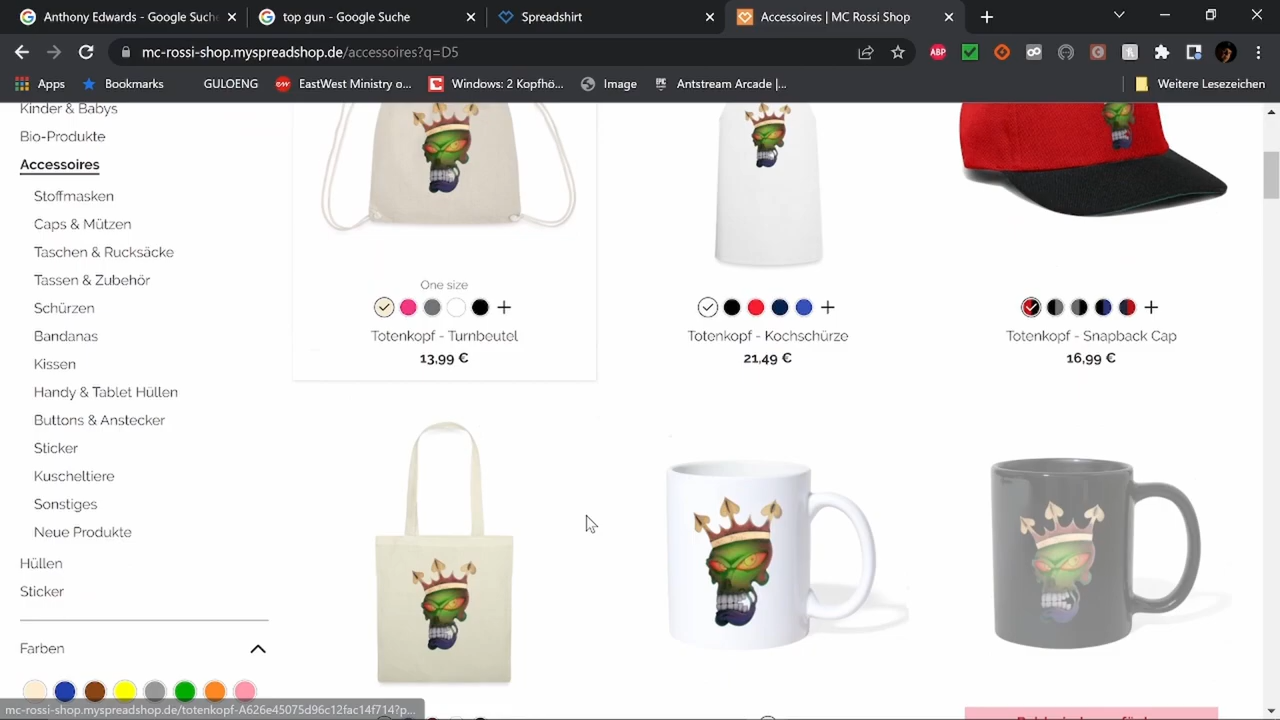 Anthony Edwards - Google Suche
top gun - Google Suche
Spreadshirt
Accessoires | MC Rossi Shop
mc-rossi-shop.myspreadshop.de/accessoires?q=D5
ABP
Apps
Bookmarks
GULOENG
EastWest Ministry o...
Windows: 2 Kopfho...
Image
Antstream Arcade |...
Weitere Lesezeichen
Kinder & Babys
Bio-Produkte
Accessoires
Stoffmasken
Caps & Mützen
Taschen & Rucksäcke
Tassen & Zubehör
Schürzen
Bandanas
Kissen
Handy & Tablet Hüllen
Buttons & Anstecker
Sticker
Kuscheltiere
Sonstiges
Neue Produkte
Hüllen
Sticker
Farben
One size
Totenkopf - Turnbeutel
13,99 €
Totenkopf - Kochschürze
21,49 €
Totenkopf - Snapback Cap
16,99 €
mc-rossi-shop.myspreadshop.de/totenkopf-A626e45075d96c12fac14f714?p...